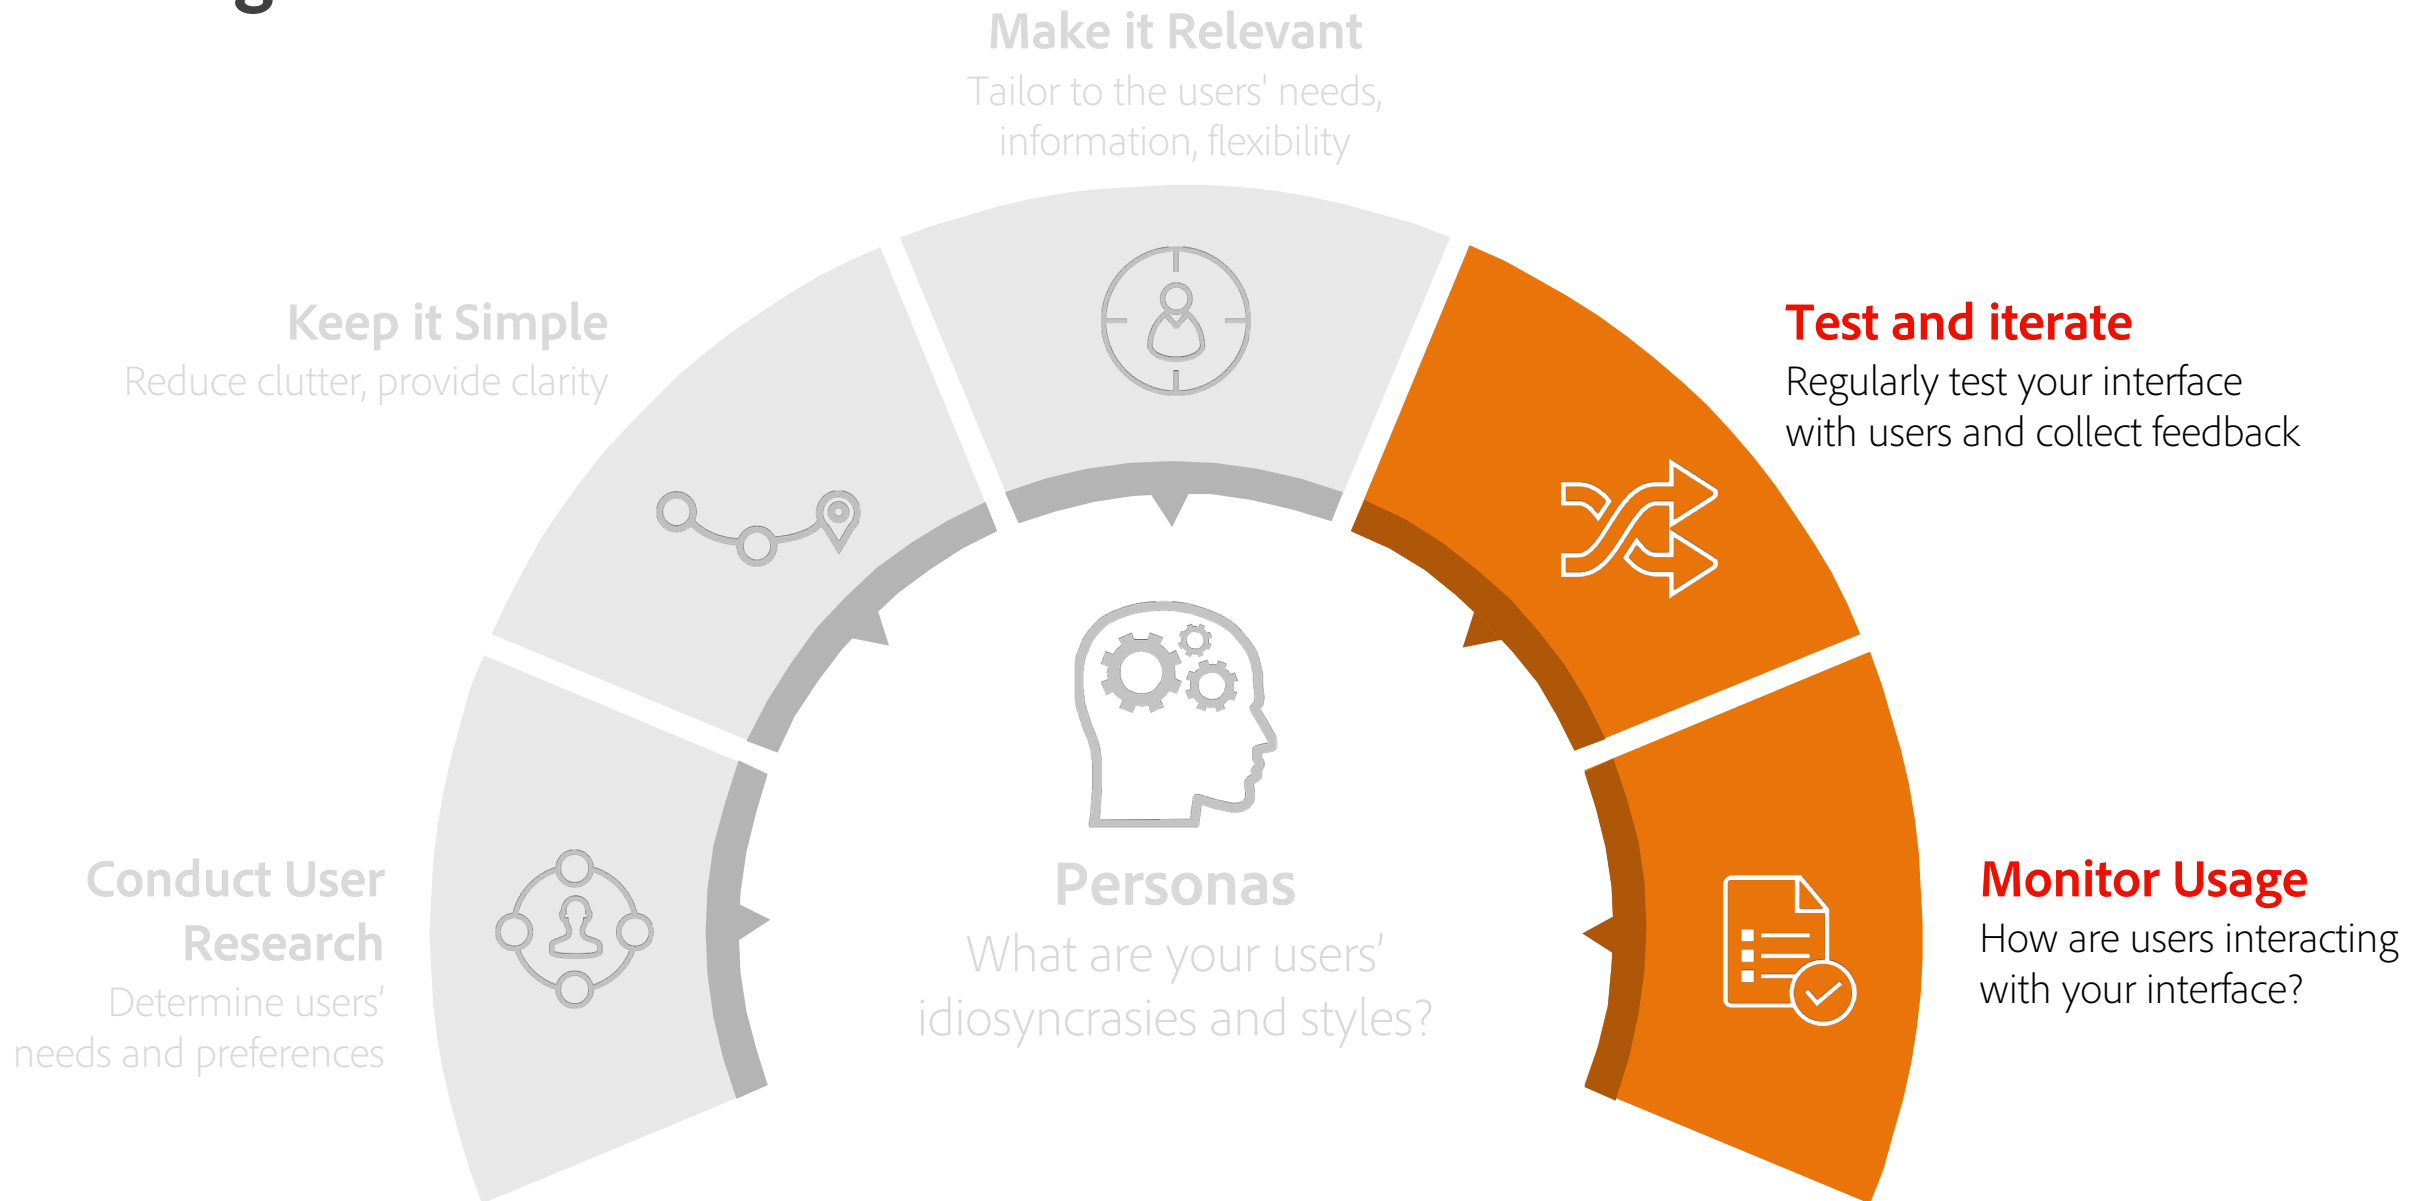 Make it Relevant
Tailor to the users' needs,
information, flexibility
Keep it Simple
Reduce clutter, provide clarity
Test and iterate
Regularly test your interface
with users and collect feedback
Conduct User
Research
Determine users’
needs and preferences
Personas
What are your users’
idiosyncrasies and styles?
Monitor Usage
How are users interacting
with your interface?